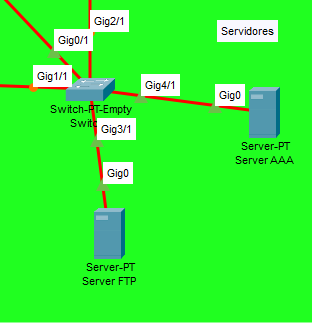 Gig2/1
Servidores
Gig0/1
Gig1/1
Gig4/1
Gig0
Switch-PT-Empty
Gig3/1
Server-PT
Server AAA
Gig0
Server-PT
Server FTP